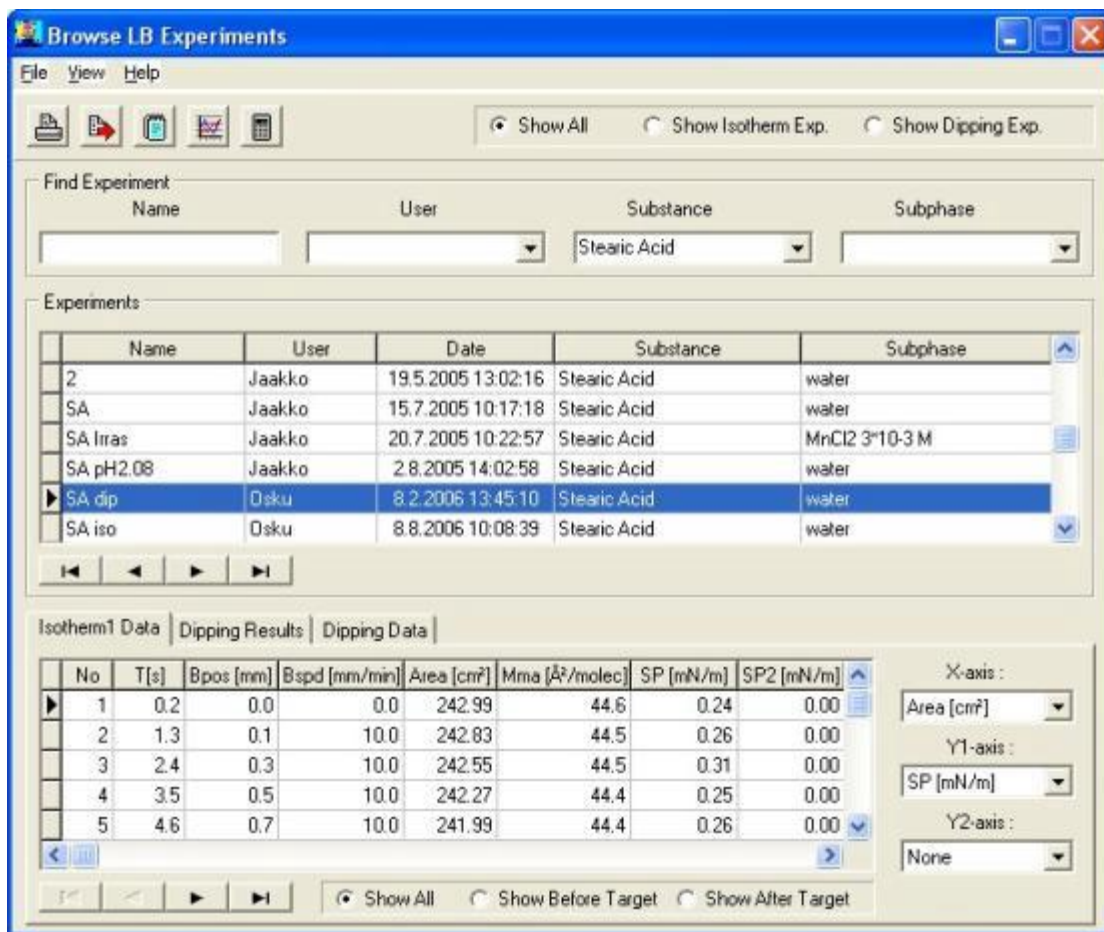 Browse LB Experiments
File View Help
Show All Show Isotherm Exp. Show Dipping Exp.
Find Experiment
Name User Substance Subphase
Stearic Acid
Experiments
Name User Date Substance Subphase
2 Jaakko 19.5.2005 13:02:16 Stearic Acid water
SA Jaakko 15.7.2005 10:17:18 Stearic Acid water
SA Irras Jaakko 20.7.2005 10:22:57 Stearic Acid MnCl2 3*10-3 M
SA pH2.08 Jaakko 2.8.2005 14:02:58 Stearic Acid water
SA dip Osku 8.2.2006 13:45:10 Stearic Acid water
SA iso Osku 8.8.2006 10:08:39 Stearic Acid water
Isotherm1 Data Dipping Results Dipping Data
No T[s] Bpos [mm] Bspd [mm/min] Area [cm²] Mma [Å²/molec] SP [mN/m] SP2 [mN/m]
1 0.2 0.0 0.0 242.99 44.6 0.24 0.00
2 1.3 0.1 10.0 242.83 44.5 0.26 0.00
3 2.4 0.3 10.0 242.55 44.5 0.31 0.00
4 3.5 0.5 10.0 242.27 44.4 0.25 0.00
5 4.6 0.7 10.0 241.99 44.4 0.26 0.00
X-axis :
Area [cm²]
Y1-axis :
SP [mN/m]
Y2-axis :
None
Show All Show Before Target Show After Target